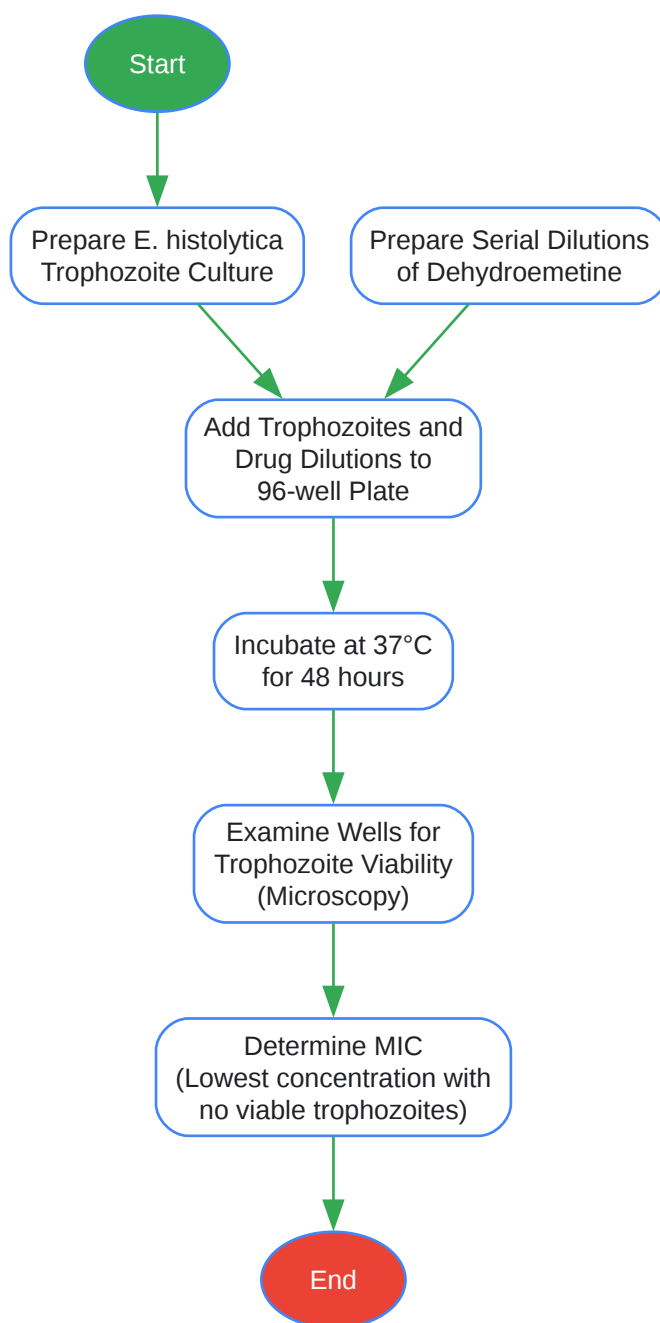 Start
Prepare E. histolytica
Trophozoite Culture
Prepare Serial Dilutions
of Dehydroemetine
Add Trophozoites and
Drug Dilutions to
96-well Plate
Incubate at 37°C
for 48 hours
Examine Wells for
Trophozoite Viability
(Microscopy)
Determine MIC
(Lowest concentration with
no viable trophozoites)
End